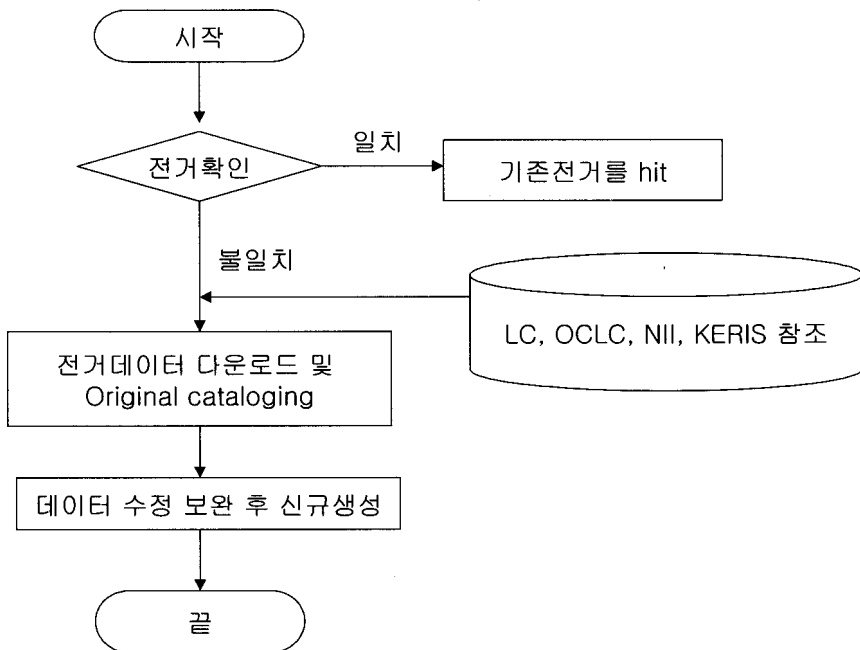 시작
전거확인
일치
기존전거를 hit
불일치
LC, OCLC, NII, KERIS 참조
전거데이터 다운로드 및
Original cataloging
데이터 수정 보완 후 신규생성
끝